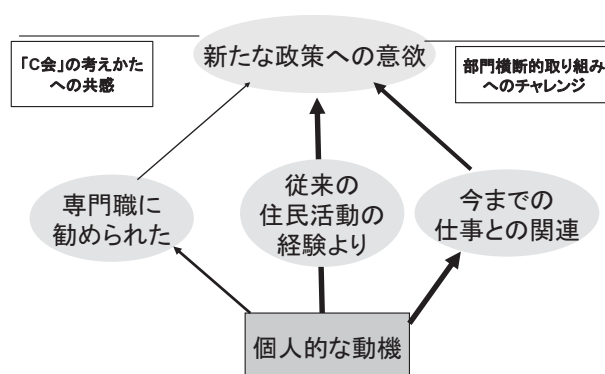 新たな政策への意欲
「C会」の考えかた
への共感
部門横断的取り組み
へのチャレンジ
専門職に
勧められた
従来の
住民活動の
経験より
今までの
仕事との関連
個人的な動機